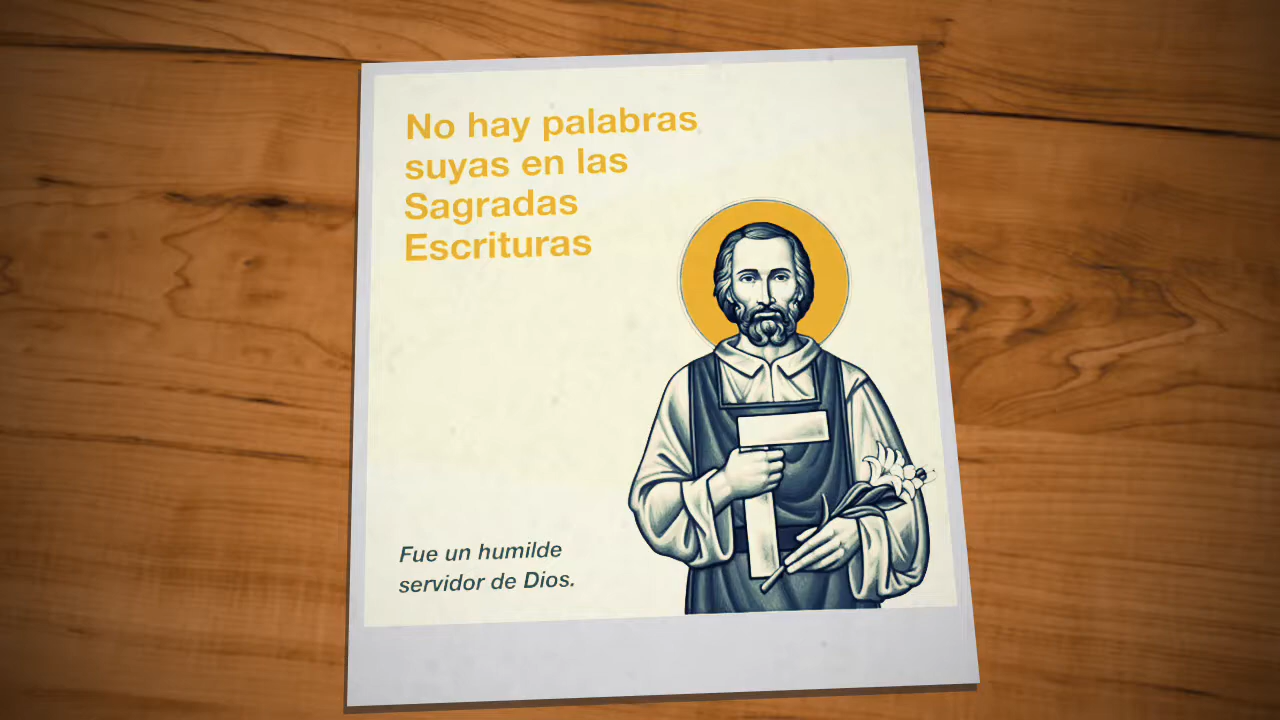 No hay palabras
suyas en las
Sagradas
Escrituras
Fue un humilde
servidor de Dios.